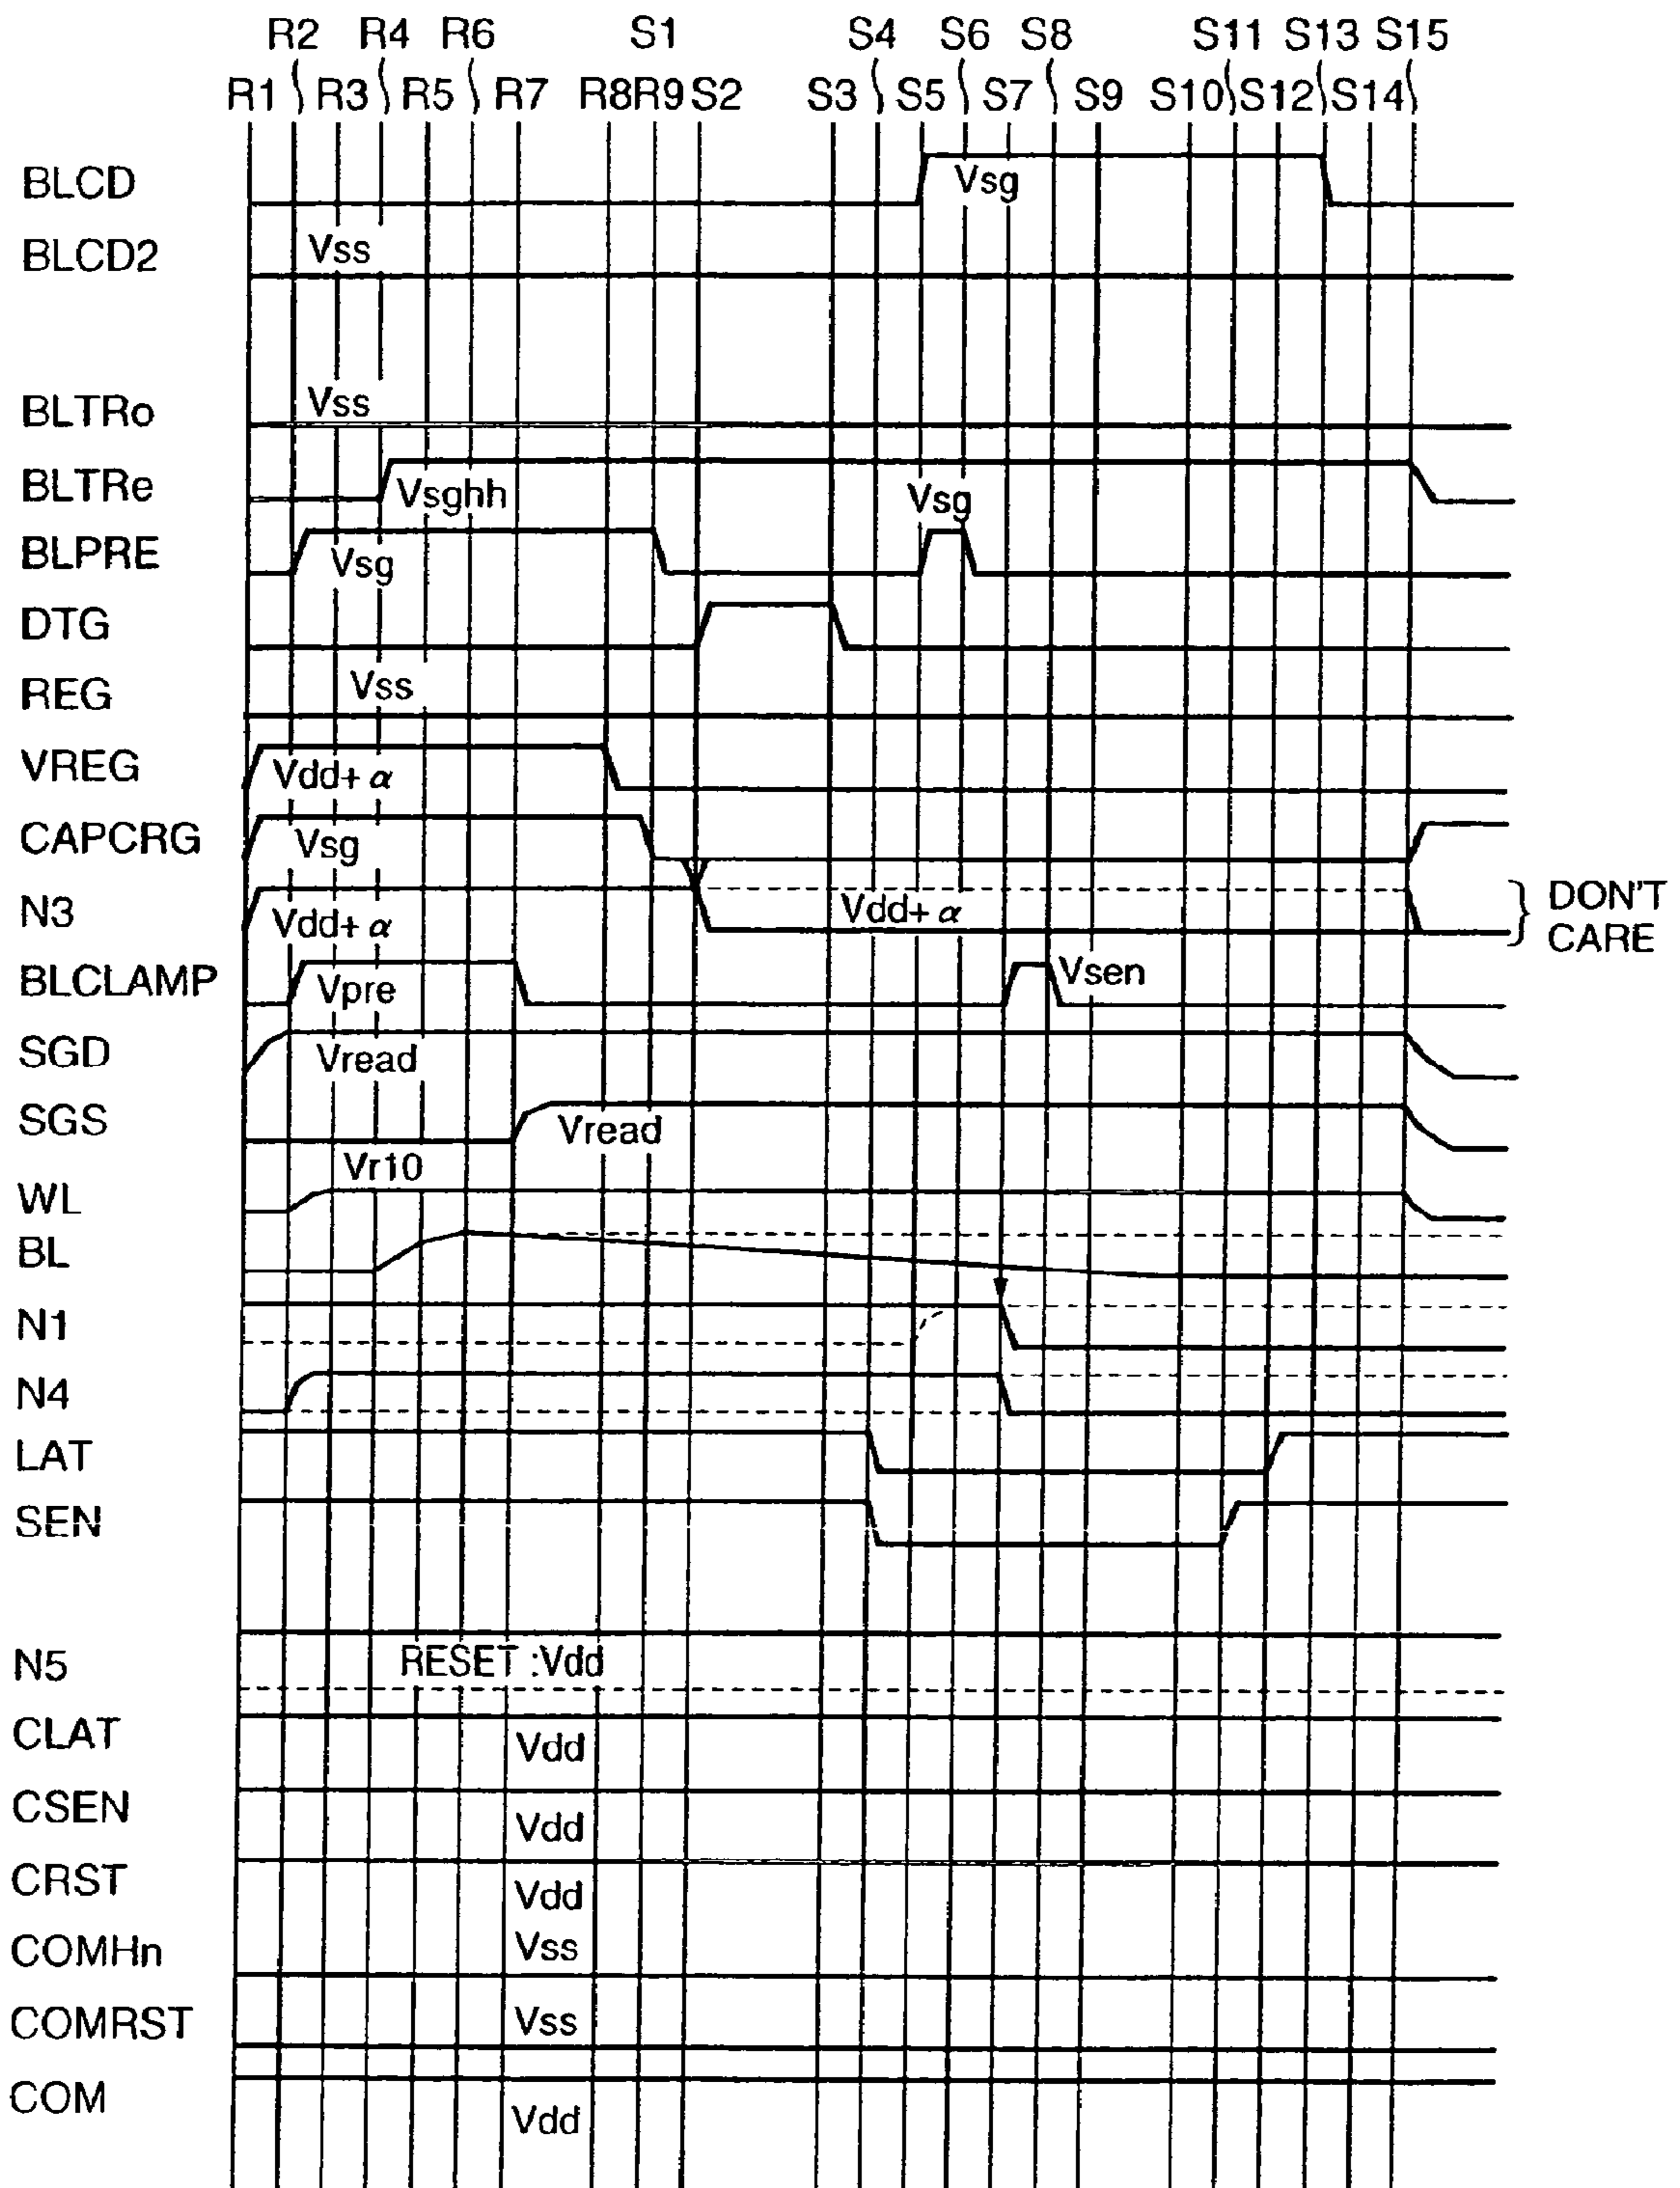 R2 R4 R6 S1 S4 S6 S8 S11 S13 S15
R1 R3 R5 R7 R8 R9 S2 S3 S5 S7 S9 S10 S12 S14
BLCD
Vsg
BLCD2
Vss
BLTRo
Vss
BLTRe
Vsghh
Vsg
BLPRE
Vsg
DTG
REG
Vss
VREG
Vdd+α
CAPCRG
Vsg
N3
Vdd+α
Vdd+α
DON'T
CARE
BLCLAMP
Vpre
Vsen
SGD
Vread
SGS
Vread
Vr10
WL
BL
N1
N4
LAT
SEN
N5
RESET :Vdd
CLAT
Vdd
CSEN
Vdd
CRST
Vdd
COMHn
Vss
COMRST
Vss
COM
Vdd